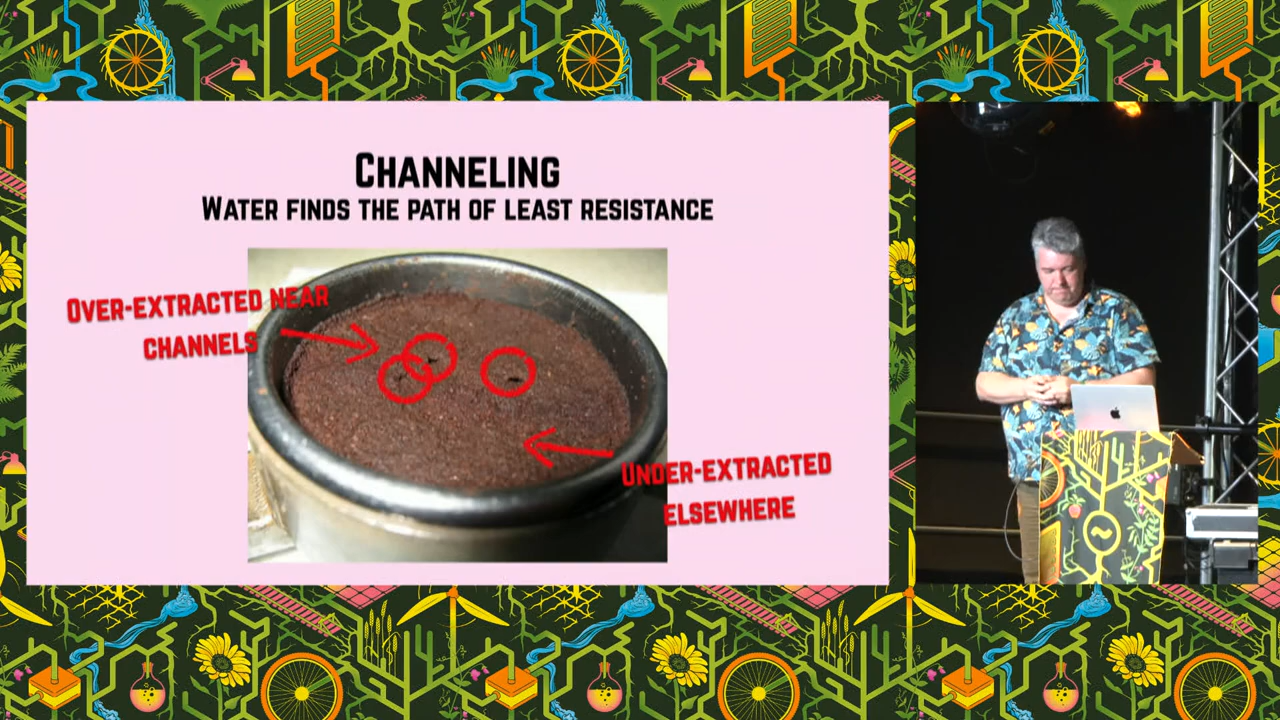 Channeling
Water finds the path of least resistance
Over-extracted near
channels
Under-extracted
elsewhere